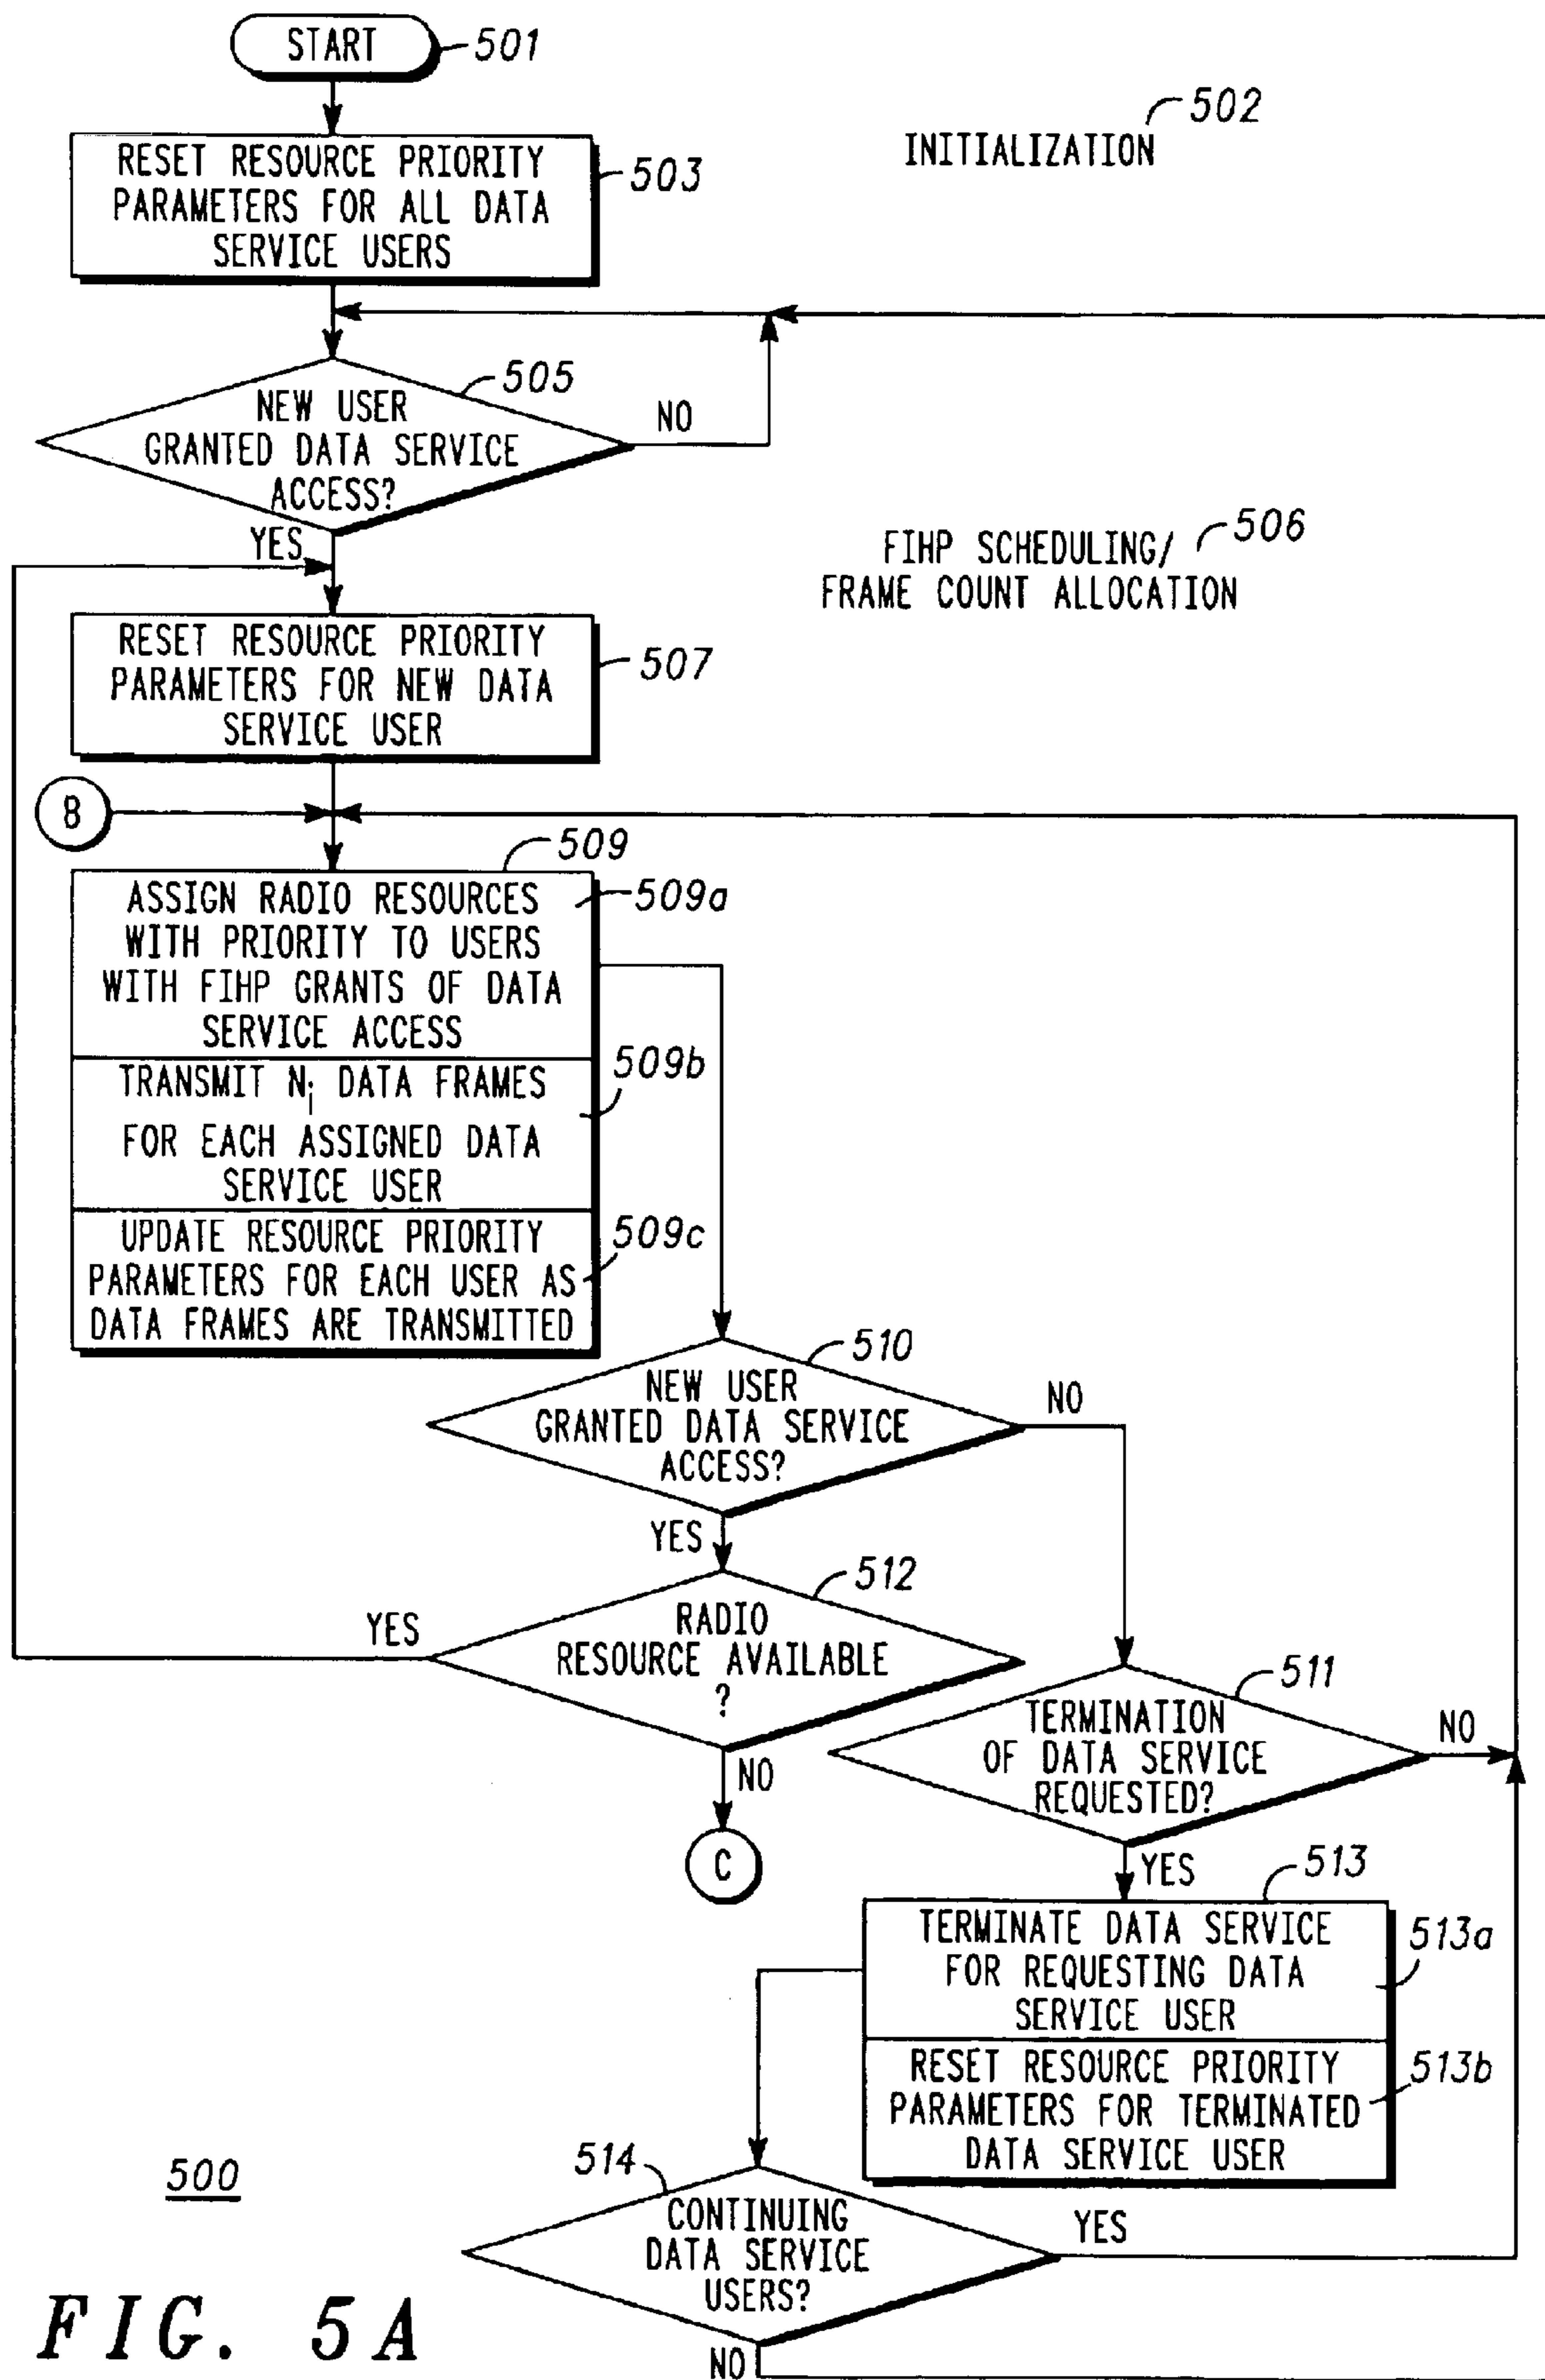 START
501
502
INITIALIZATION
RESET RESOURCE PRIORITY
PARAMETERS FOR ALL DATA
SERVICE USERS
503
505
NEW USER
GRANTED DATA SERVICE
ACCESS?
NO
YES
506
FIHP SCHEDULING/
FRAME COUNT ALLOCATION
RESET RESOURCE PRIORITY
PARAMETERS FOR NEW DATA
SERVICE USER
507
8
509
ASSIGN RADIO RESOURCES
WITH PRIORITY TO USERS
WITH FIHP GRANTS OF DATA
SERVICE ACCESS
509a
TRANSMIT Ni DATA FRAMES
FOR EACH ASSIGNED DATA
SERVICE USER
509b
UPDATE RESOURCE PRIORITY
PARAMETERS FOR EACH USER AS
DATA FRAMES ARE TRANSMITTED
509c
510
NEW USER
GRANTED DATA SERVICE
ACCESS?
NO
YES
512
RADIO
RESOURCE AVAILABLE
?
YES
NO
C
511
TERMINATION
OF DATA SERVICE
REQUESTED?
NO
YES
513
TERMINATE DATA SERVICE
FOR REQUESTING DATA
SERVICE USER
513a
RESET RESOURCE PRIORITY
PARAMETERS FOR TERMINATED
DATA SERVICE USER
513b
514
CONTINUING
DATA SERVICE
USERS?
YES
NO
500
FIG. 5A